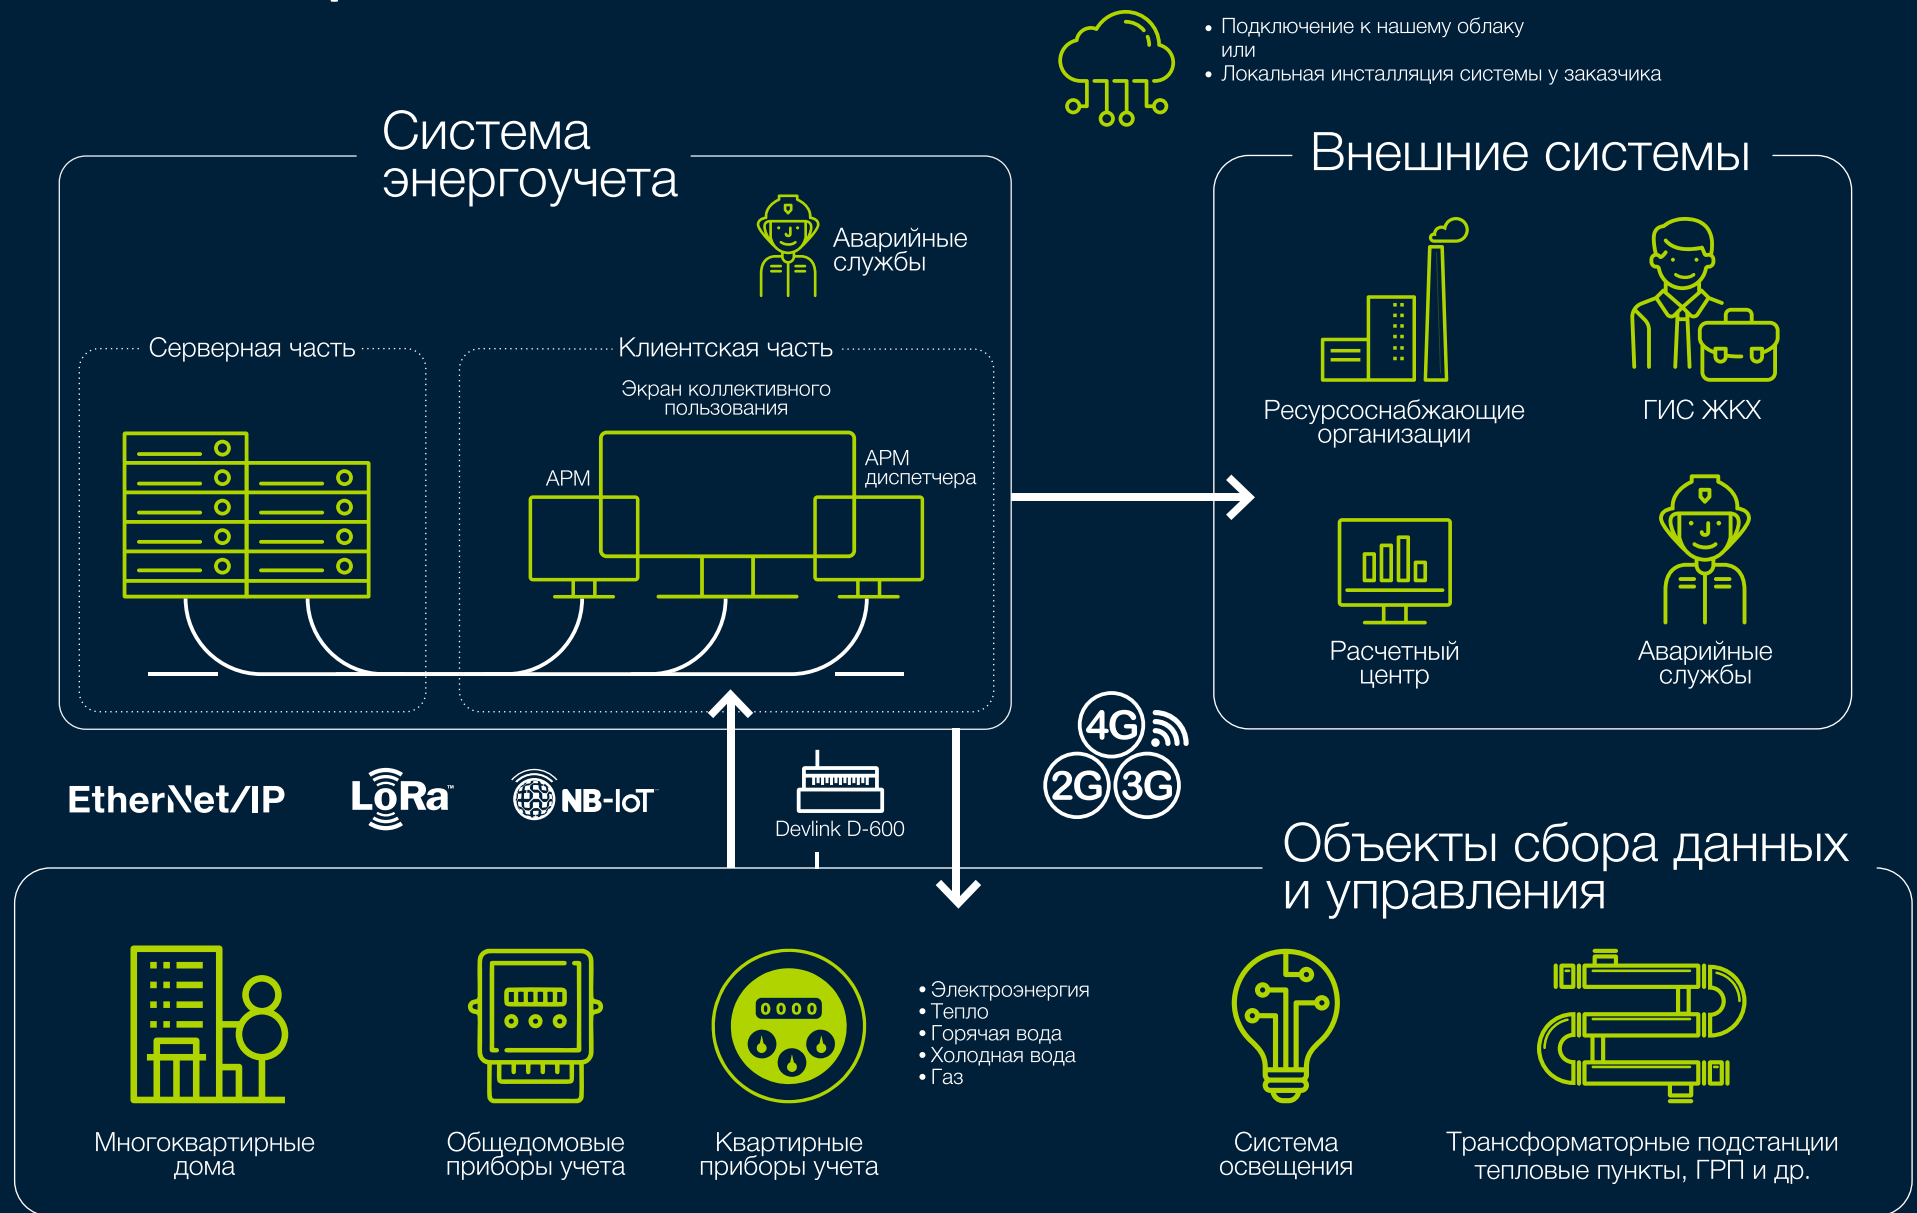 • Подключение к нашему облаку
или
• Локальная инсталляция системы у заказчика
Система
энергоучета
Аварийные
службы
Серверная часть
Клиентская часть
Экран коллективного
пользования
АРМ
АРМ
диспетчера
Внешние системы
Ресурсоснабжающие
организации
ГИС ЖКХ
Расчетный
центр
Аварийные
службы
EtherNet/IP
LoRa™
NB-IoT
Devlink D-600
4G
2G
3G
Объекты сбора данных
и управления
Многоквартирные
дома
Общедомовые
приборы учета
0000
Квартирные
приборы учета
• Электроэнергия
• Тепло
• Горячая вода
• Холодная вода
• Газ
Система
освещения
Трансформаторные подстанции
тепловые пункты, ГРП и др.